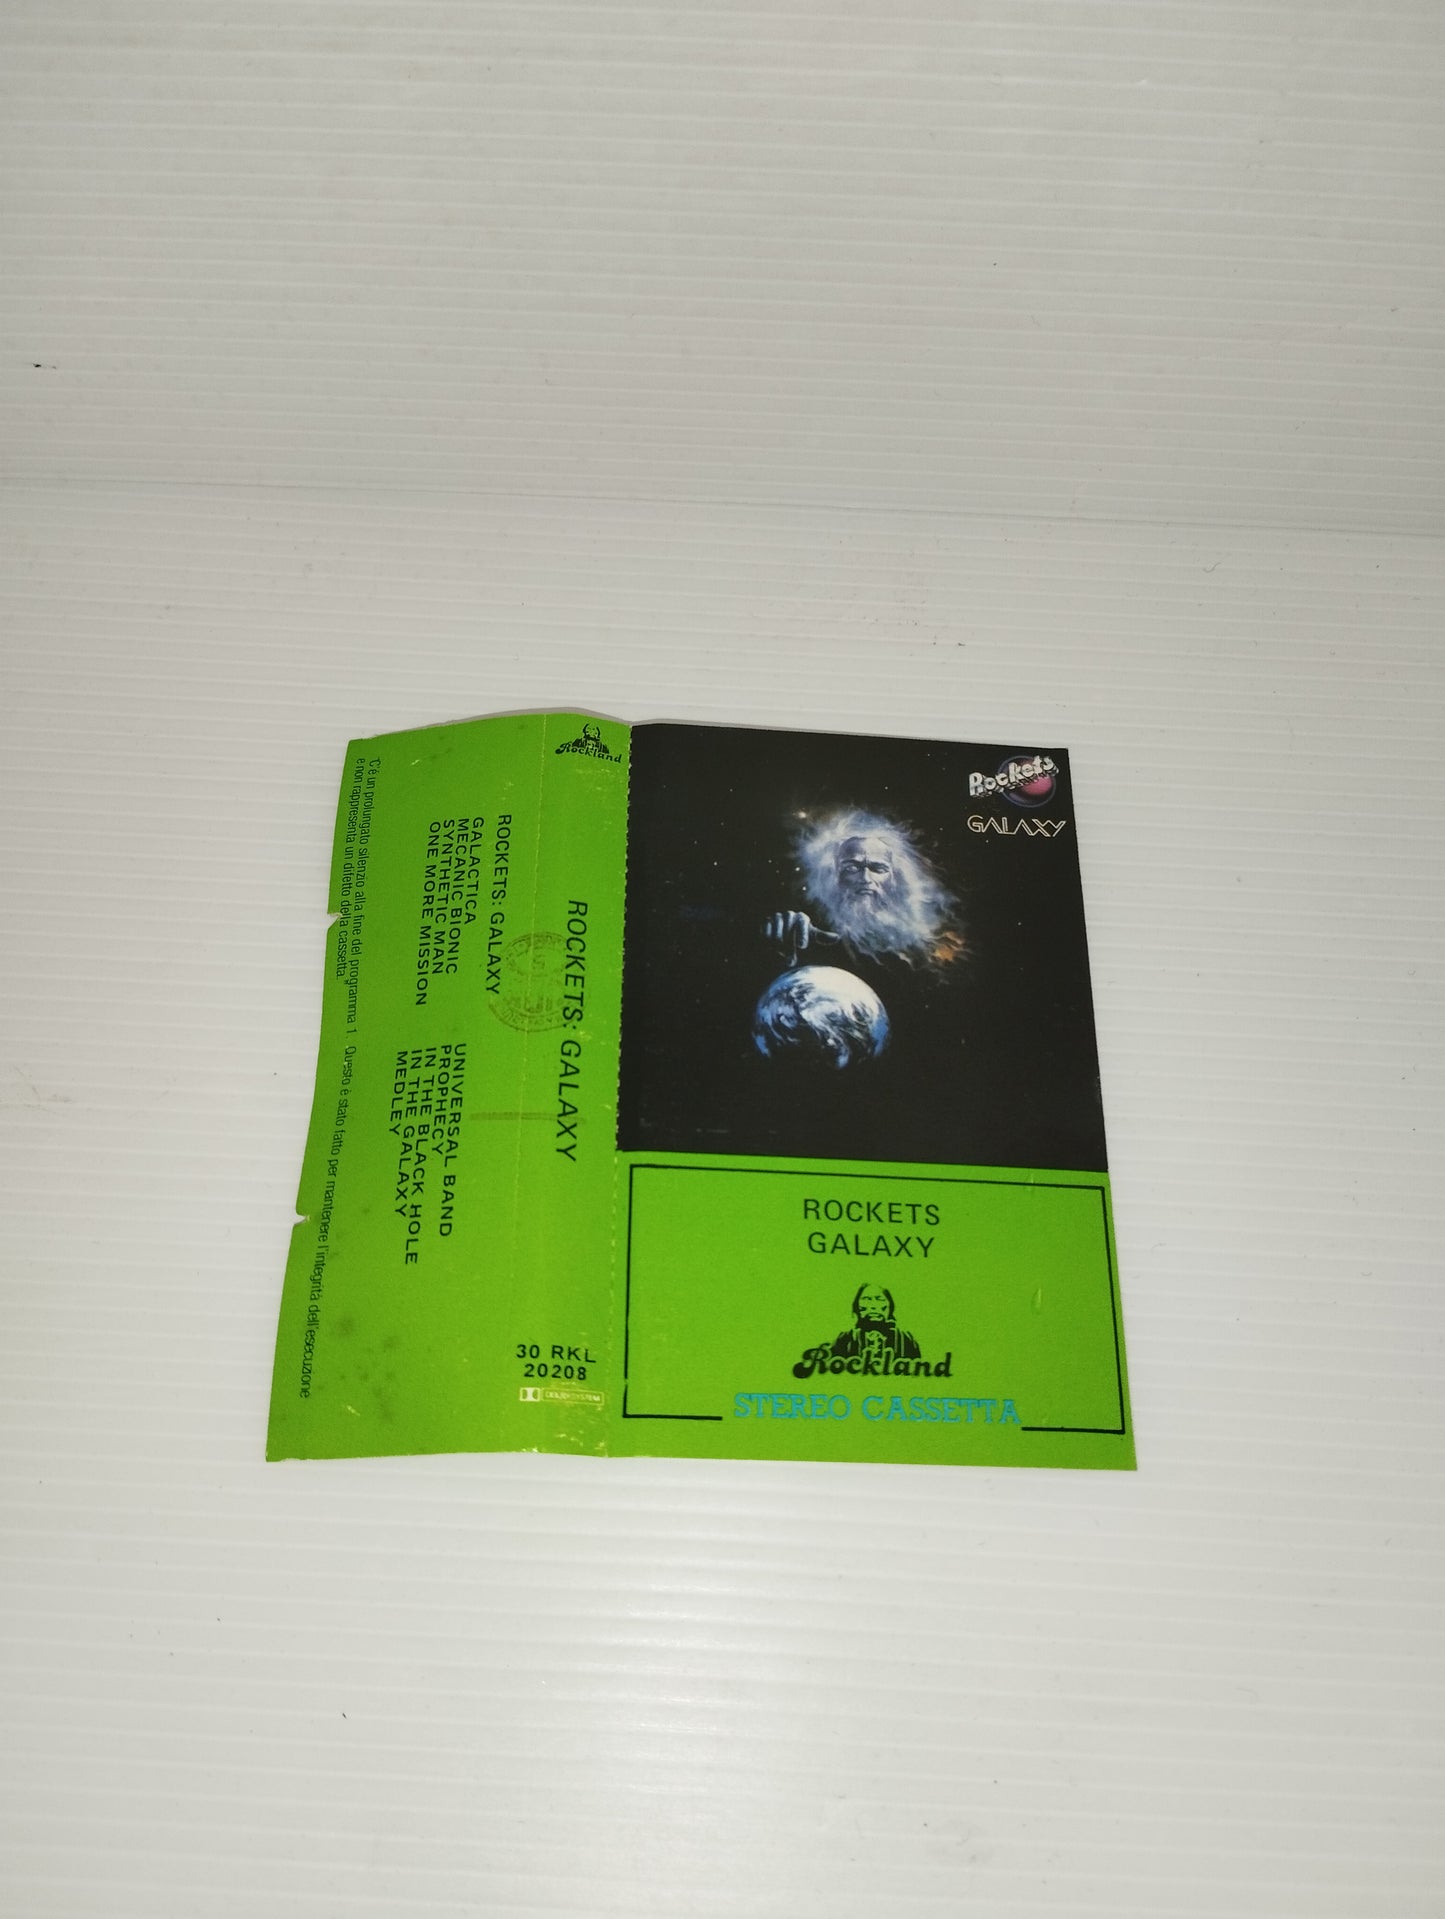 "C'è un prolungato silenzio alla fine del programma 1. Questo è stato fatto per mantenere l'integrità dell'esecuzione
e non rappresenta un difetto della cassetta."
ROCKETS: GALAXY
GALACTICA
MECANIC BIONIC
SYNTHETIC MAN
ONE MORE MISSION
UNIVERSAL BAND
PROPHECY
IN THE BLACK HOLE
IN THE GALAXY
MEDLEY
Rockland
ROCKETS: GALAXY
30 RKL
20208
DOLBY SYSTEM
Rockets
GALAXY
ROCKETS
GALAXY
Rockland
STEREO CASSETTA